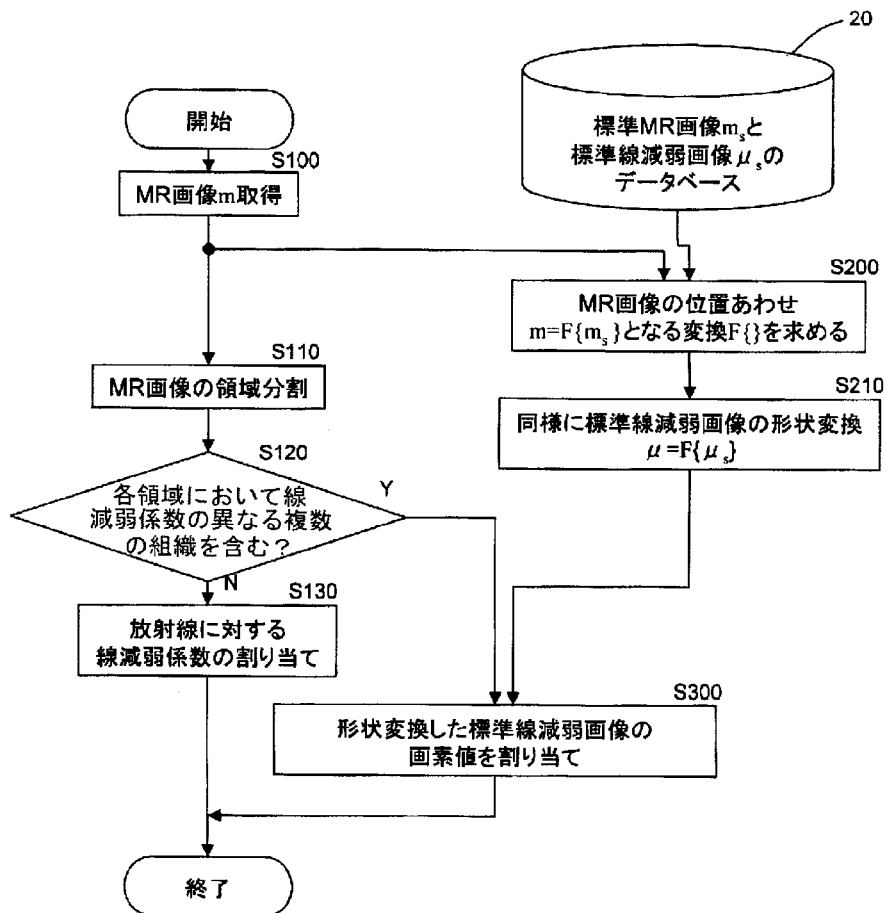 20
標準MR画像msと
標準線減弱画像μsの
データベース
開始
S100
MR画像m取得
S200
MR画像の位置あわせ
m=F{ms}となる変換F{}を求める
S110
MR画像の領域分割
S210
同様に標準線減弱画像の形状変換
μ=F{μs}
S120
各領域において線
減弱係数の異なる複数
の組織を含む?
Y
N
S130
放射線に対する
線減弱係数の割り当て
S300
形状変換した標準線減弱画像の
画素値を割り当て
終了